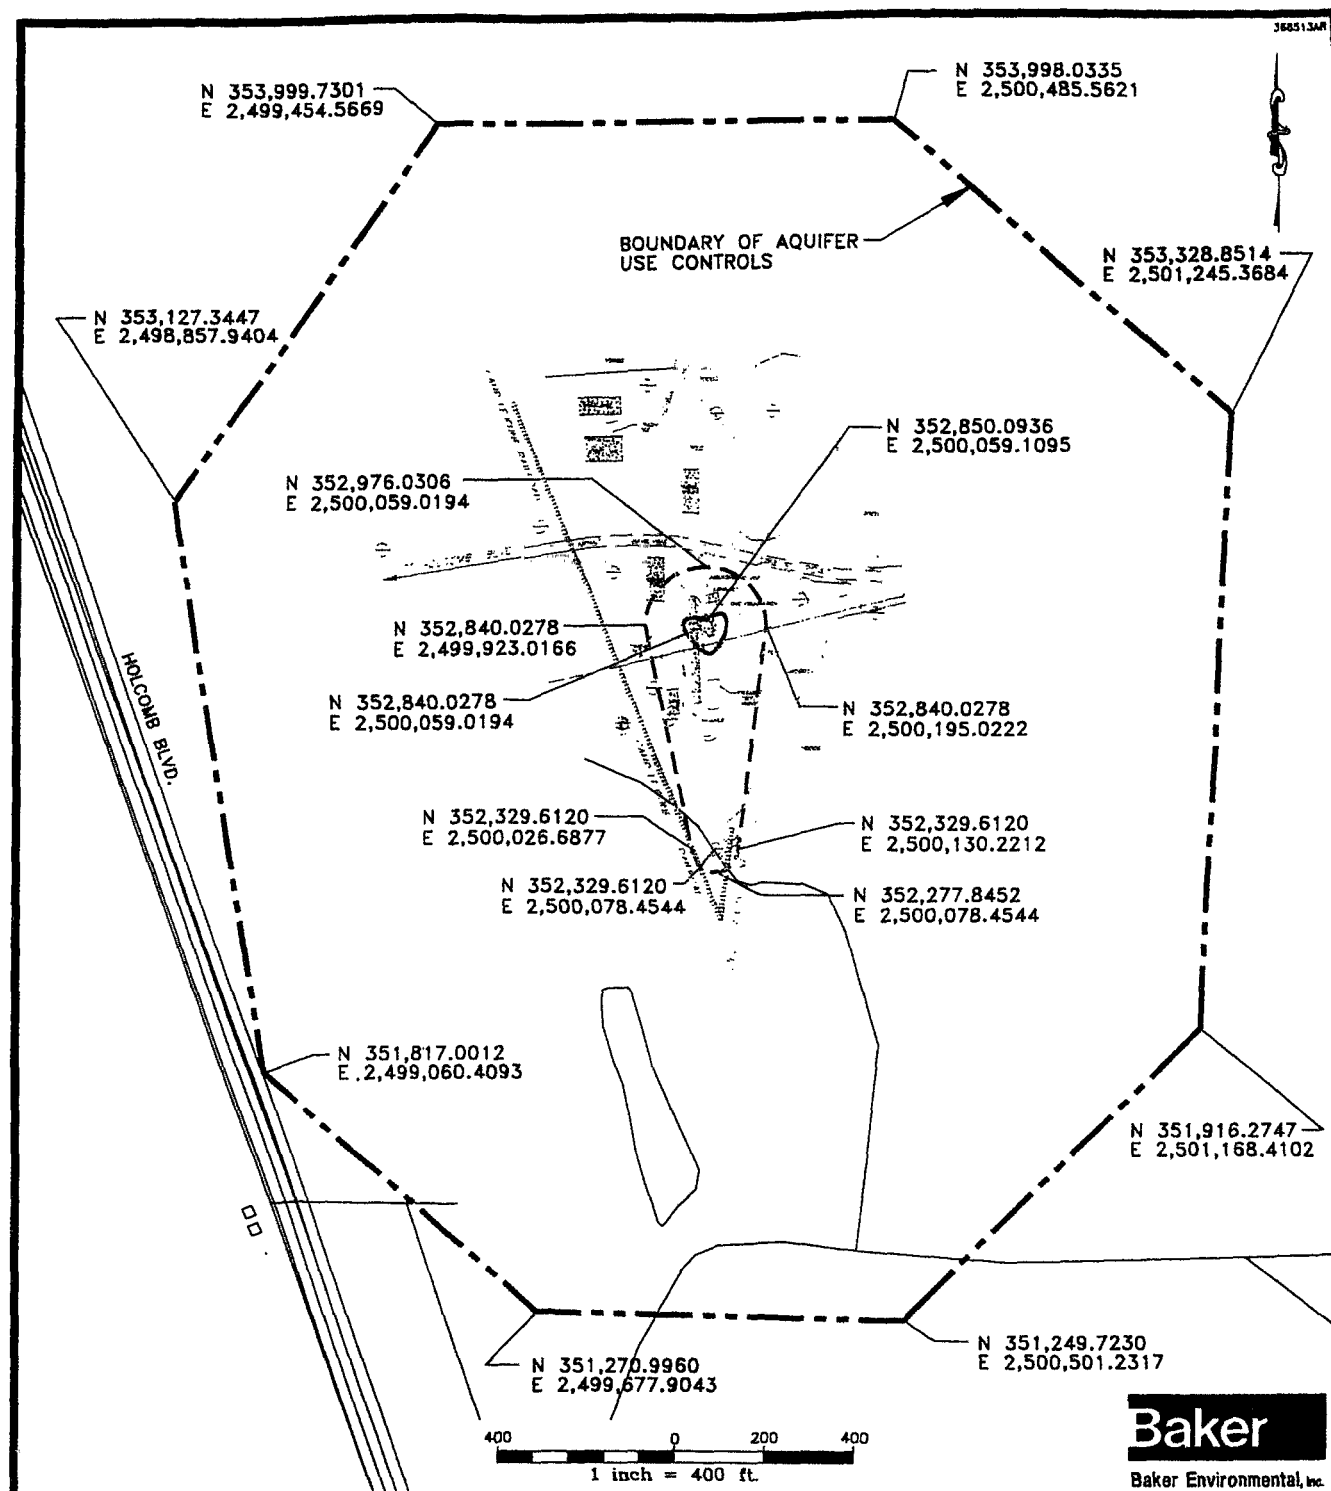 368513AR
N 353,999.7301
E 2,499,454.5669
N 353,998.0335
E 2,500,485.5621
BOUNDARY OF AQUIFER
USE CONTROLS
N 353,328.8514
E 2,501,245.3684
N 353,127.3447
E 2,498,857.9404
N 352,850.0936
E 2,500,059.1095
N 352,976.0306
E 2,500,059.0194
N 352,840.0278
E 2,499,923.0166
N 352,840.0278
E 2,500,059.0194
N 352,840.0278
E 2,500,195.0222
HOLCOMB BLVD.
N 352,329.6120
E 2,500,026.6877
N 352,329.6120
E 2,500,130.2212
N 352,329.6120
E 2,500,078.4544
N 352,277.8452
E 2,500,078.4544
N 351,817.0012
E 2,499,060.4093
N 351,916.2747
E 2,501,168.4102
N 351,270.9960
E 2,499,677.9043
N 351,249.7230
E 2,500,501.2317
400 0 200 400
1 inch = 400 ft.
Baker
Baker Environmental, Inc.